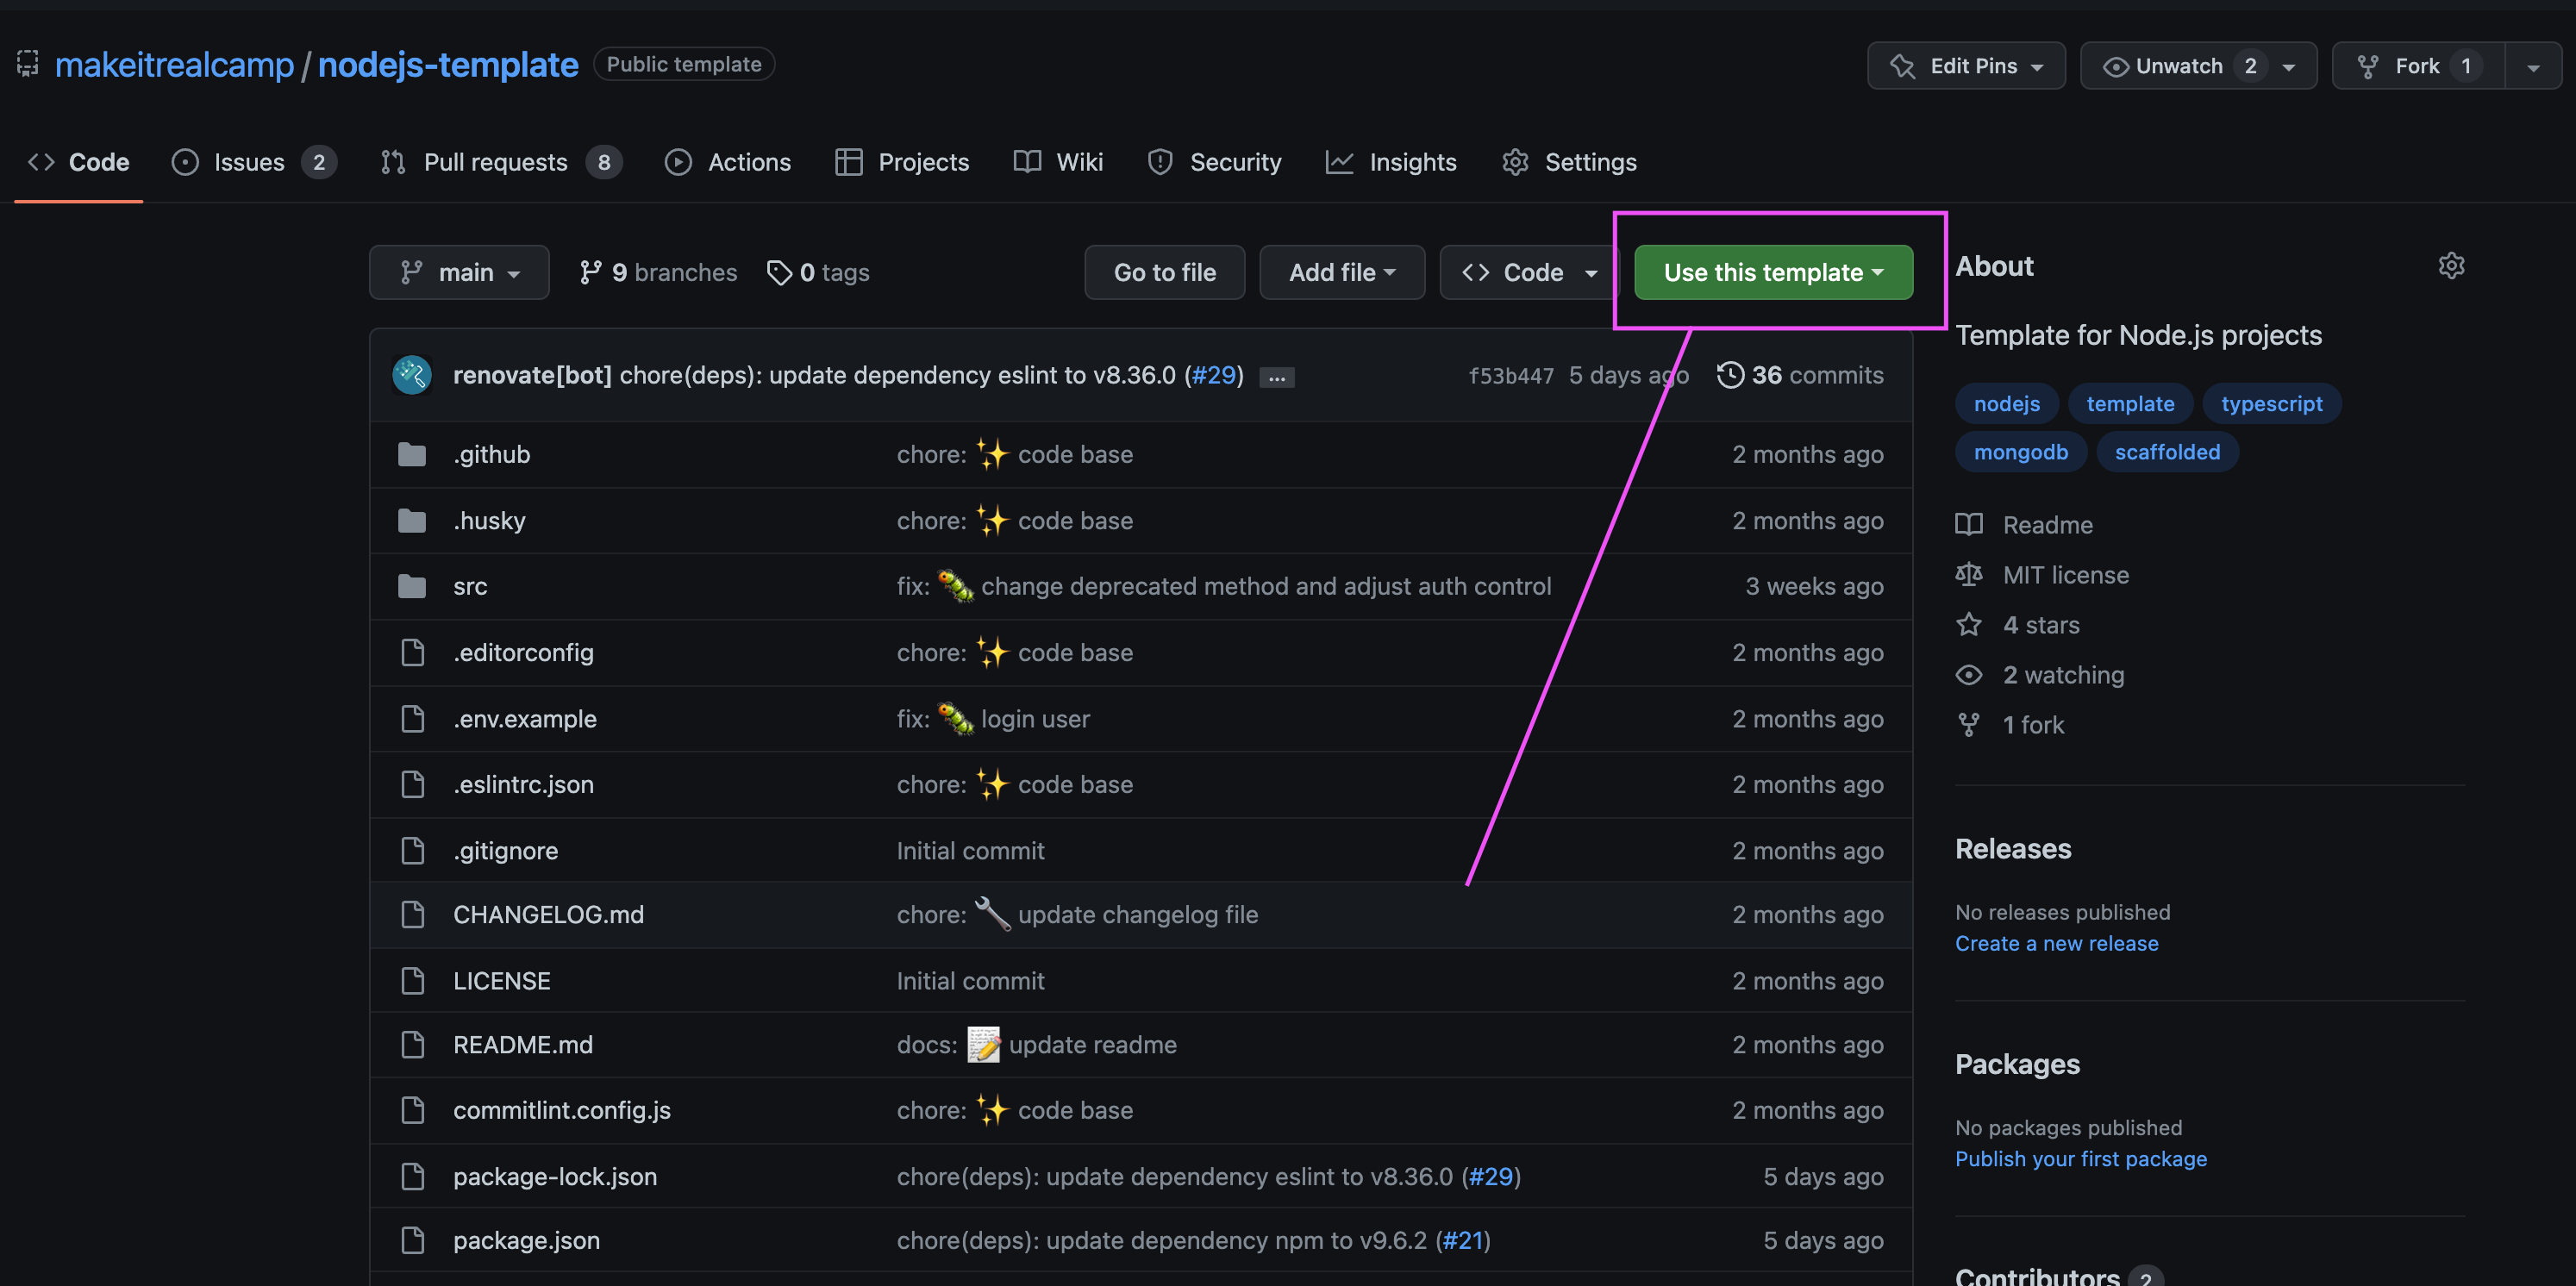 makeitrealcamp / nodejs-template Public template Edit Pins Unwatch 2 Fork 1
Code Issues 2 Pull requests 8 Actions Projects Wiki Security Insights Settings
main 9 branches 0 tags Go to file Add file <> Code Use this template
renovate[bot] chore(deps): update dependency eslint to v8.36.0 (#29) ... f53b447 5 days ago 36 commits
.github chore: ✨ code base 2 months ago
.husky chore: ✨ code base 2 months ago
src fix: 🐛 change deprecated method and adjust auth control 3 weeks ago
.editorconfig chore: ✨ code base 2 months ago
.env.example fix: 🐛 login user 2 months ago
.eslintrc.json chore: ✨ code base 2 months ago
.gitignore Initial commit 2 months ago
CHANGELOG.md chore: 🔧 update changelog file 2 months ago
LICENSE Initial commit 2 months ago
README.md docs: 📝 update readme 2 months ago
commitlint.config.js chore: ✨ code base 2 months ago
package-lock.json chore(deps): update dependency eslint to v8.36.0 (#29) 5 days ago
package.json chore(deps): update dependency npm to v9.6.2 (#21) 5 days ago
About
Template for Node.js projects
nodejs template typescript
mongodb scaffolded
Readme
MIT license
4 stars
2 watching
1 fork
Releases
No releases published
Create a new release
Packages
No packages published
Publish your first package
Contributors 2